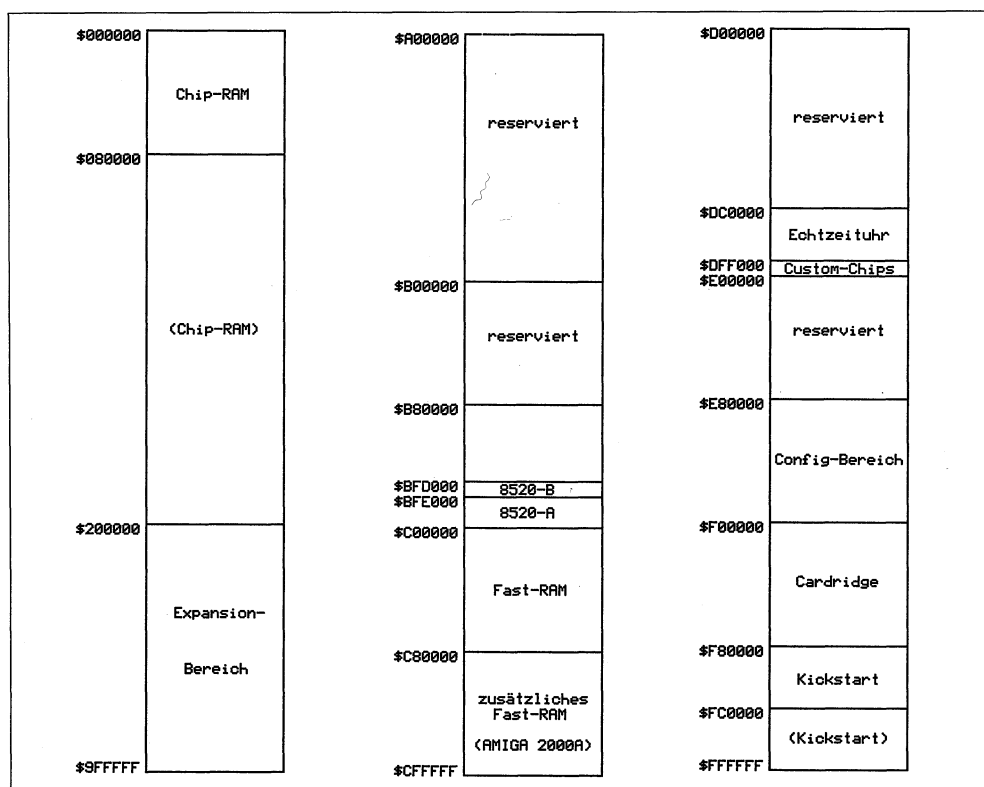 $000000
Chip-RAM
$080000
(Chip-RAM)
$200000
Expansion-
Bereich
$9FFFFF
$A00000
reserviert
$B00000
reserviert
$B80000
$BFD000
8520-B
$BFE000
8520-A
$C00000
Fast-RAM
$C80000
zusätzliches
Fast-RAM
(AMIGA 2000A)
$CFFFFF
$D00000
reserviert
$DC0000
Echtzeituhr
$DFF000
Custom-Chips
$E00000
reserviert
$E80000
Config-Bereich
$F00000
Cardridge
$F80000
Kickstart
$FC0000
(Kickstart)
$FFFFFF